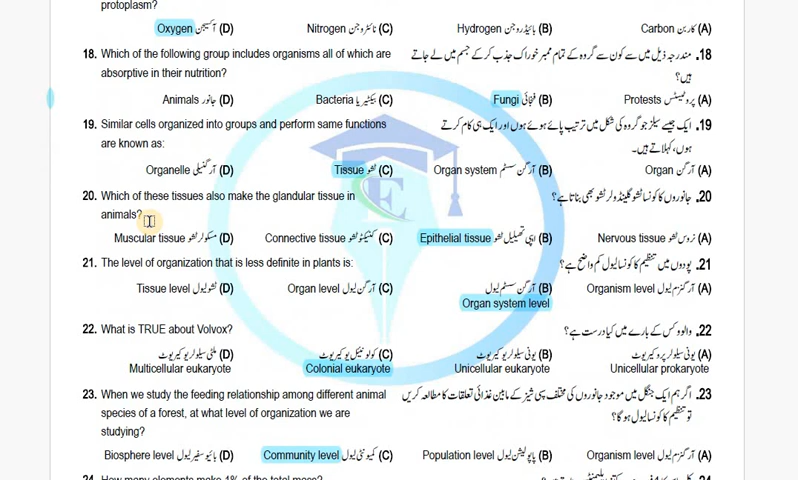 protoplasm?
Oxygen آکسیجن (D) Nitrogen نائٹروجن (C) Hydrogen ہائیڈروجن (B) Carbon کاربن (A)
18. Which of the following group includes organisms all of which are absorptive in their nutrition?
18. مندرجہ ذیل میں سے کون سے گروہ کے تمام ممبر خوراک جذب کر کے جسم میں لے جاتے ہیں؟
Animals جانور (D) Bacteria بیکٹیریا (C) Fungi فنجائی (B) Protests پروٹیسٹس (A)
19. Similar cells organized into groups and perform same functions are known as:
19. ایک جیسے سیلز جو گروہ کی شکل میں ترتیب پائے ہوئے ہوں اور ایک ہی کام کرتے ہوں، کہلاتے ہیں۔
Organelle آرگنیلی (D) Tissue ٹشو (C) Organ system آرگن سسٹم (B) Organ آرگن (A)
E
20. Which of these tissues also make the glandular tissue in animals?
20. جانوروں کا کونسا ٹشو گلینڈولر ٹشو بھی بناتا ہے؟
Muscular tissue مسکولر ٹشو (D) Connective tissue کنیکٹو ٹشو (C) Epithelial tissue اپی تھیلیل ٹشو (B) Nervous tissue نروس ٹشو (A)
21. The level of organization that is less definite in plants is:
21. پودوں میں تنظیم کا کونسا لیول کم واضح ہے؟
Tissue level ٹشو لیول (D) Organ level آرگن لیول (C) آرگن سسٹم لیول (B) Organism level آرگنزم لیول (A)
Organ system level
22. What is TRUE about Volvox?
22. والووکس کے بارے میں کیا درست ہے؟
ملٹی سیلولر یوکیریوٹ (D) کولونیئل یوکیریوٹ (C) یونی سیلولر یوکیریوٹ (B) یونی سیلولر پروکیریوٹ (A)
Multicellular eukaryote Colonial eukaryote Unicellular eukaryote Unicellular prokaryote
23. When we study the feeding relationship among different animal species of a forest, at what level of organization we are studying?
23. اگر ہم ایک جنگل میں موجود جانوروں کی مختلف سپی شیز کے مابین غذائی تعلقات کا مطالعہ کریں تو تنظیم کا کونسا لیول ہو گا؟
Biosphere level بائیوسفیر لیول (D) Community level کمیونٹی لیول (C) Population level پاپولیشن لیول (B) Organism level آرگنزم لیول (A)
24. How many elements make 1% of the total mass?